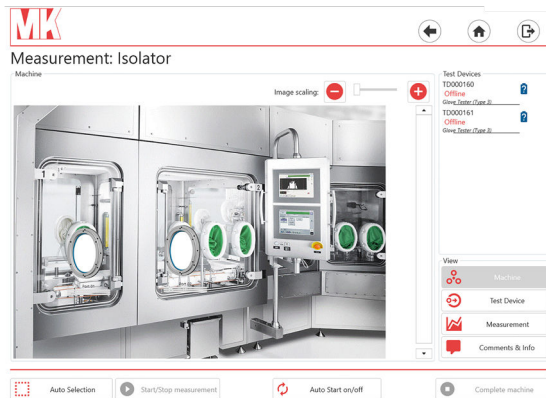 MK
Measurement: Isolator
Machine
Image scaling:
Test Devices
TD000160
Offline
Glove Tester (Type 3)
TD000161
Offline
Glove Tester (Type 3)
1
2
View
Machine
Test Device
Measurement
Comments & Info
Auto Selection
Start/Stop measurement
Auto Start on/off
Complete machine